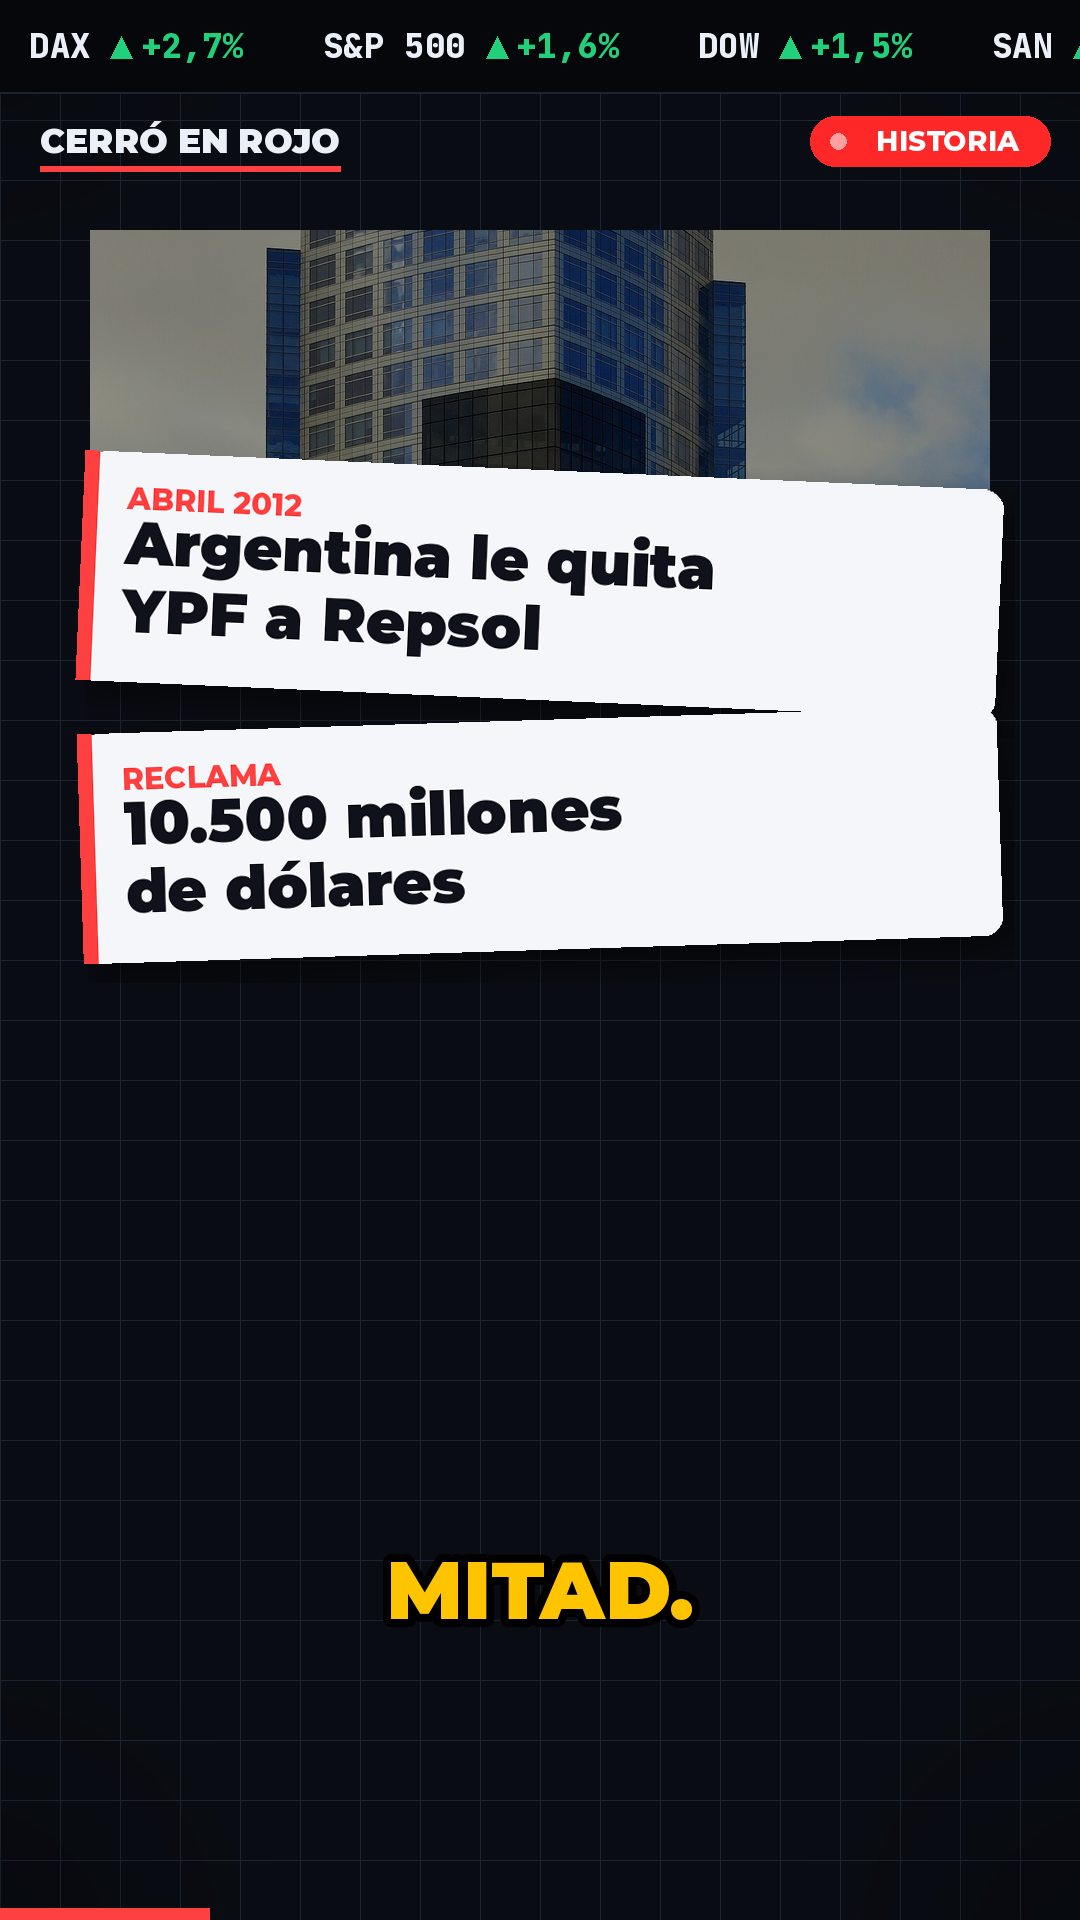 DAX ▲+2,7% S&P 500 ▲+1,6% DOW ▲+1,5% SAN
CERRÓ EN ROJO
HISTORIA
ABRIL 2012
Argentina le quita
YPF a Repsol
RECLAMA
10.500 millones
de dólares
MITAD.